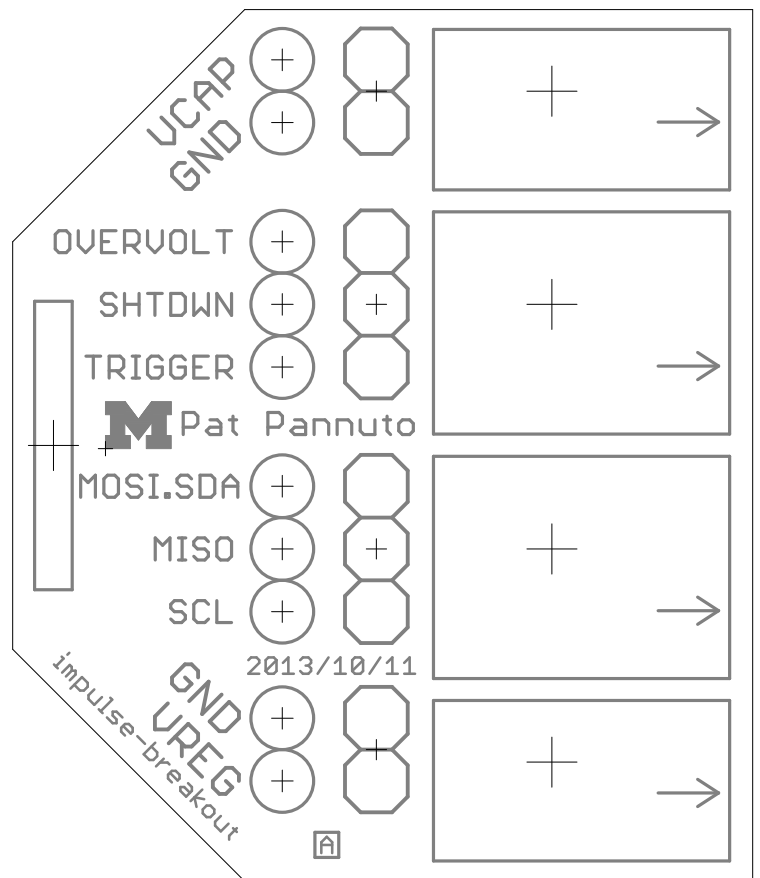 VCAP
GND
OVERVOLT
SHTDWN
TRIGGER
M Pat Pannuto
MOSI.SDA
MISO
SCL
2013/10/11
GND
VREG
impulse-breakout
A